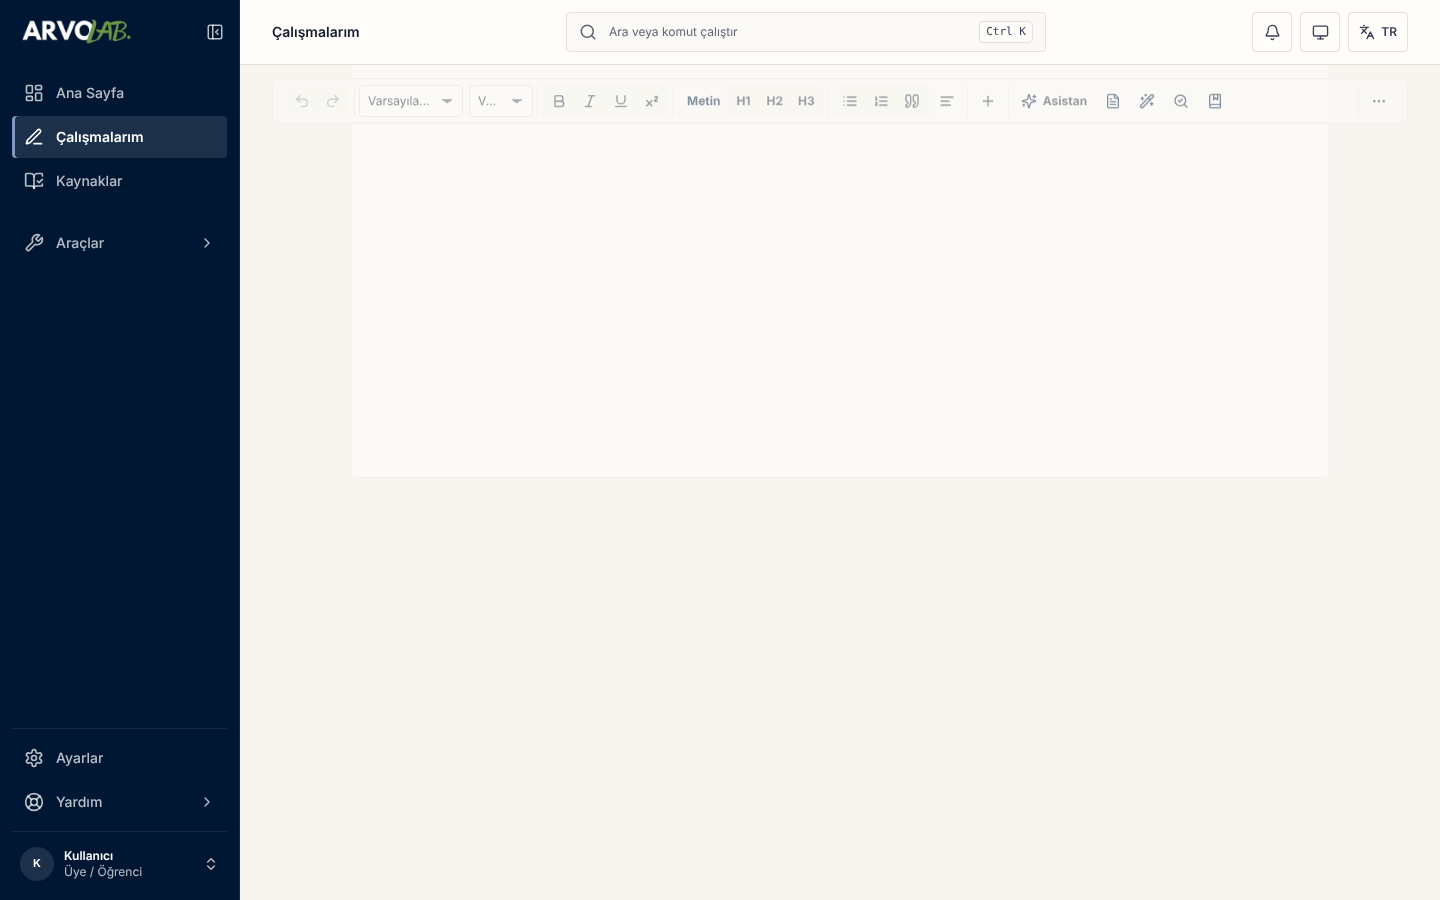 ARVOLAB.
Çalışmalarım
Ara veya komut çalıştır
Ctrl K
TR
Ana Sayfa
Çalışmalarım
Kaynaklar
Araçlar
Varsayıla...
V...
B
I
U
x²
Metin
H1
H2
H3
Asistan
Ayarlar
Yardım
K
Kullanıcı
Üye / Öğrenci